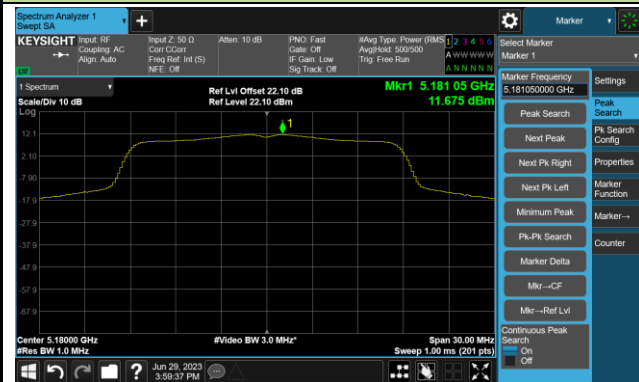 Spectrum Analyzer 1
Swept SA
Marker
KEYSIGHT
Input: RF
Coupling: AC
Align: Auto
Input Z: 50 Ω
Corr CCorr
Freq Ref: Int (S)
NFE: Off
Atten: 10 dB
PNO: Fast
Gate: Off
IF Gain: Low
Sig Track: Off
#Avg Type: Power (RMS
Avg|Hold: 500/500
Trig: Free Run
1 2 3 4 5 6
A W W W W W
A N N N N N
LXI
Select Marker
Marker 1
1 Spectrum
Scale/Div 10 dB
Log
Ref Lvl Offset 22.10 dB
Ref Level 22.10 dBm
Mkr1 5.181 05 GHz
11.675 dBm
1
12.1
2.10
-7.90
-17.9
-27.9
-37.9
-47.9
-57.9
-67.9
Center 5.18000 GHz
#Res BW 1.0 MHz
#Video BW 3.0 MHz*
Span 30.00 MHz
Sweep 1.00 ms (201 pts)
Marker Frequency
5.181050000 GHz
Peak Search
Next Peak
Next Pk Right
Next Pk Left
Minimum Peak
Pk-Pk Search
Marker Delta
Mkr→CF
Mkr→Ref Lvl
Continuous Peak
Search
On
Off
Settings
Peak
Search
Pk Search
Config
Properties
Marker
Function
Marker→
Counter
Jun 29, 2023
3:59:37 PM